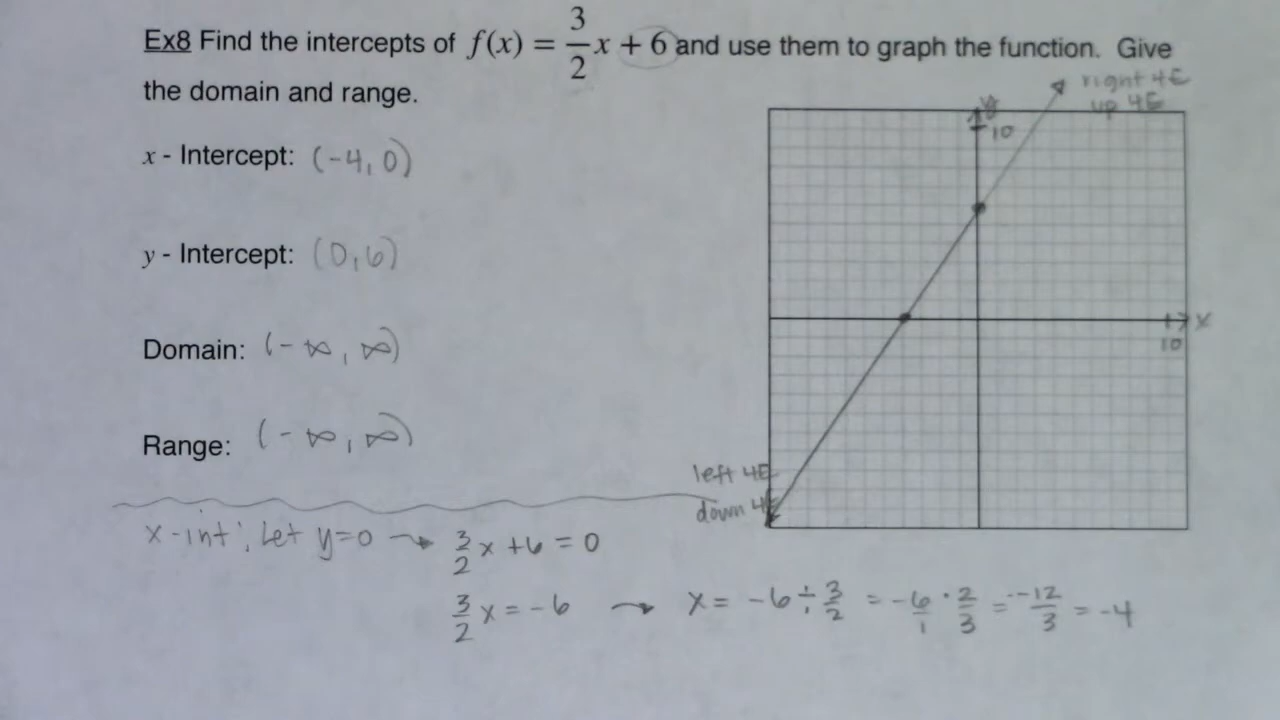 Ex8 Find the intercepts of f(x) = 3/2 x + 6 and use them to graph the function. Give
the domain and range.
right 4E
up 4E
y
10
x - Intercept: (-4, 0)
y - Intercept: (0, 6)
x
10
Domain: (-∞, ∞)
Range: (-∞, ∞)
left 4E
down 4E
x-int: Let y=0 → 3/2 x + 6 = 0
3/2 x = -6 → x = -6 ÷ 3/2 = -6/1 · 2/3 = -12/3 = -4